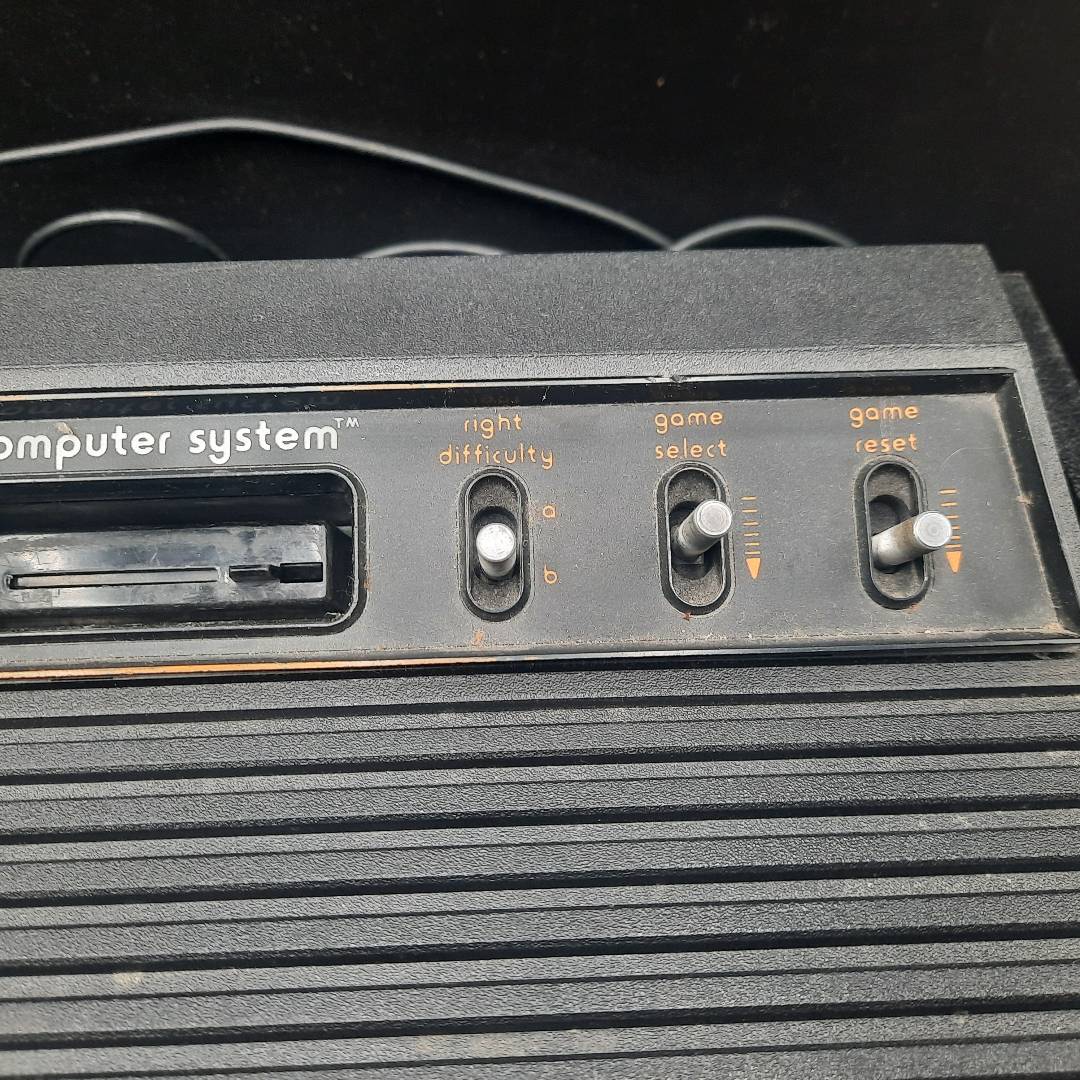 omputer system™
right
difficulty
a
b
game
select
game
reset